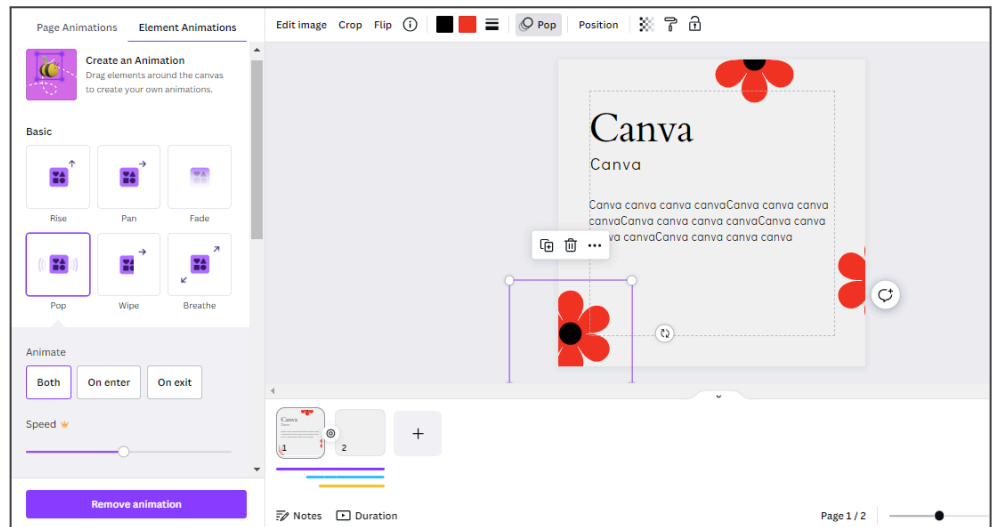 Page Animations
Element Animations
Create an Animation
Drag elements around the canvas
to create your own animations.
Basic
Rise
Pan
Fade
Pop
Wipe
Breathe
Animate
Both
On enter
On exit
Speed
Remove animation
Edit image Crop Flip
Pop
Position
Canva
Canva
Canva canva canva canvaCanva canva canva
canvaCanva canva canva canvaCanva canva
canvaCanva canva canva canva
Canva
1
2
Notes
Duration
Page 1 / 2